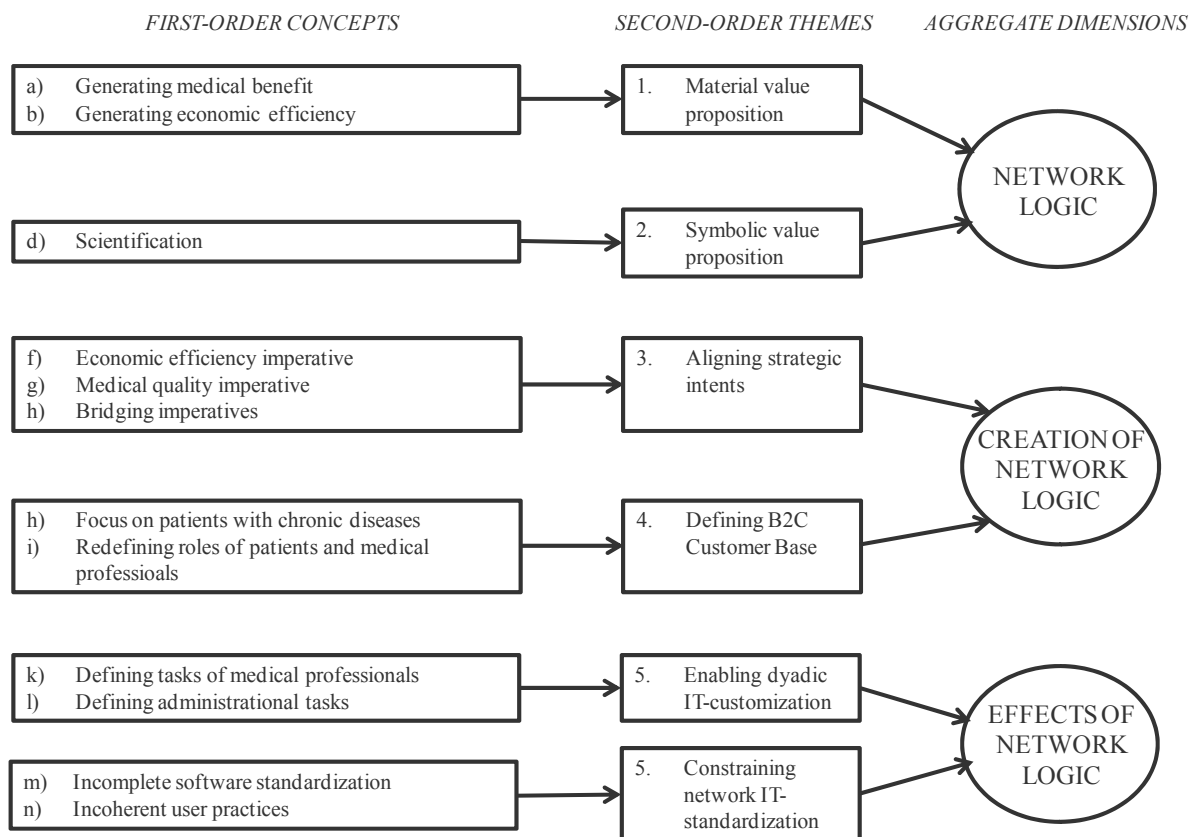 FIRST-ORDER CONCEPTS
SECOND-ORDER THEMES
AGGREGATE DIMENSIONS
a) Generating medical benefit
b) Generating economic efficiency
1. Material value
proposition
NETWORK
LOGIC
d) Scientification
2. Symbolic value
proposition
f) Economic efficiency imperative
g) Medical quality imperative
h) Bridging imperatives
3. Aligning strategic
intents
CREATION OF
NETWORK
LOGIC
h) Focus on patients with chronic diseases
i) Redefining roles of patients and medical
professioals
4. Defining B2C
Customer Base
k) Defining tasks of medical professionals
l) Defining administrational tasks
5. Enabling dyadic
IT-customization
EFFECTS OF
NETWORK
LOGIC
m) Incomplete software standardization
n) Incoherent user practices
5. Constraining
network IT-
standardization